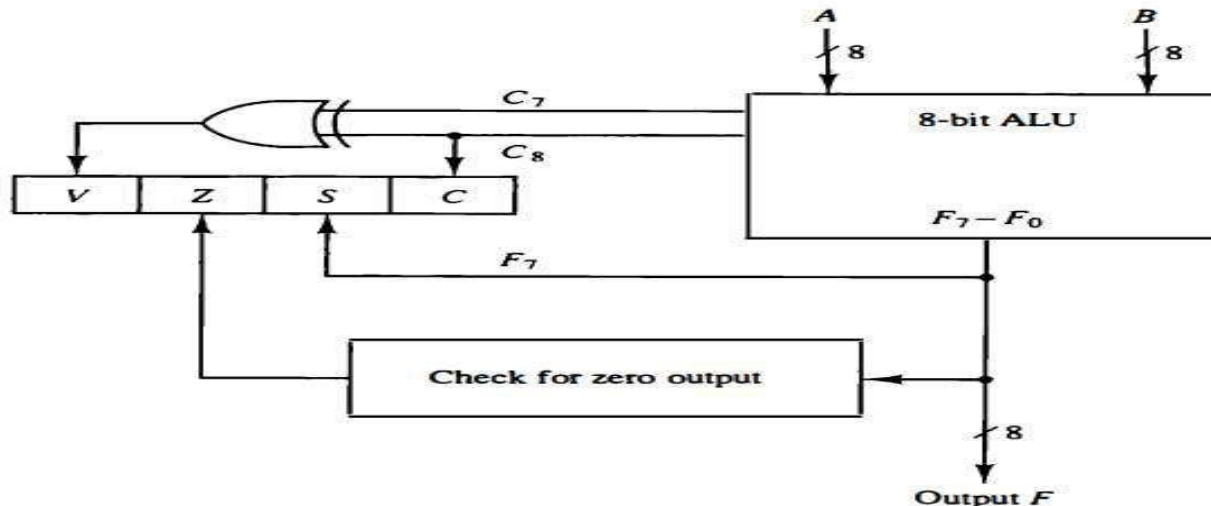 A
B
8
8
C₇
8-bit ALU
C₈
V Z S C
F₇ – F₀
F₇
Check for zero output
8
Output F